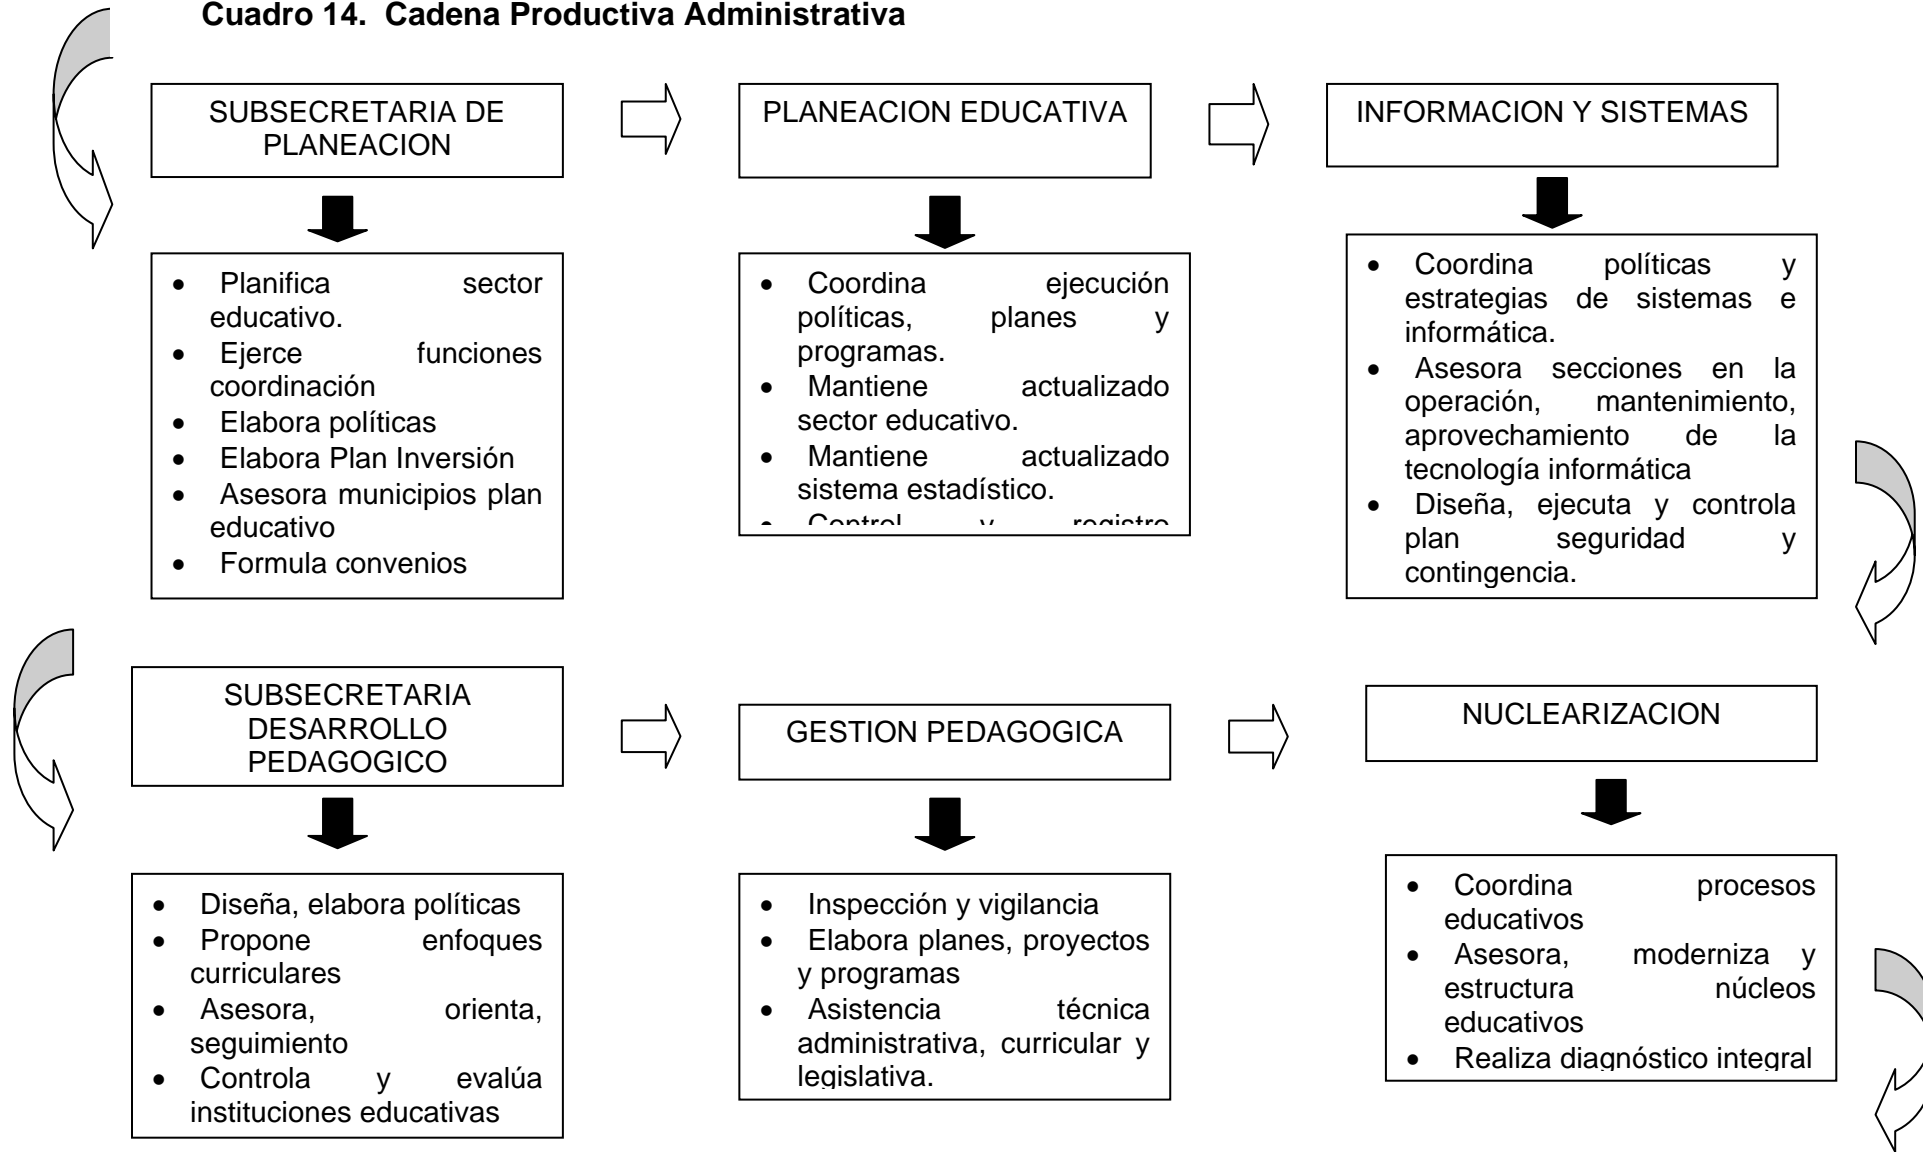 Cuadro 14. Cadena Productiva Administrativa
SUBSECRETARIA DE
PLANEACION
PLANEACION EDUCATIVA
INFORMACION Y SISTEMAS
• Planifica sector
educativo.
• Ejerce funciones
coordinación
• Elabora políticas
• Elabora Plan Inversión
• Asesora municipios plan
educativo
• Formula convenios
• Coordina ejecución
políticas, planes y
programas.
• Mantiene actualizado
sector educativo.
• Mantiene actualizado
sistema estadístico.
• Control y registro
• Coordina políticas y
estrategias de sistemas e
informática.
• Asesora secciones en la
operación, mantenimiento,
aprovechamiento de la
tecnología informática
• Diseña, ejecuta y controla
plan seguridad y
contingencia.
SUBSECRETARIA
DESARROLLO
PEDAGOGICO
GESTION PEDAGOGICA
NUCLEARIZACION
• Diseña, elabora políticas
• Propone enfoques
curriculares
• Asesora, orienta,
seguimiento
• Controla y evalúa
instituciones educativas
• Inspección y vigilancia
• Elabora planes, proyectos
y programas
• Asistencia técnica
administrativa, curricular y
legislativa.
• Coordina procesos
educativos
• Asesora, moderniza y
estructura núcleos
educativos
• Realiza diagnóstico integral